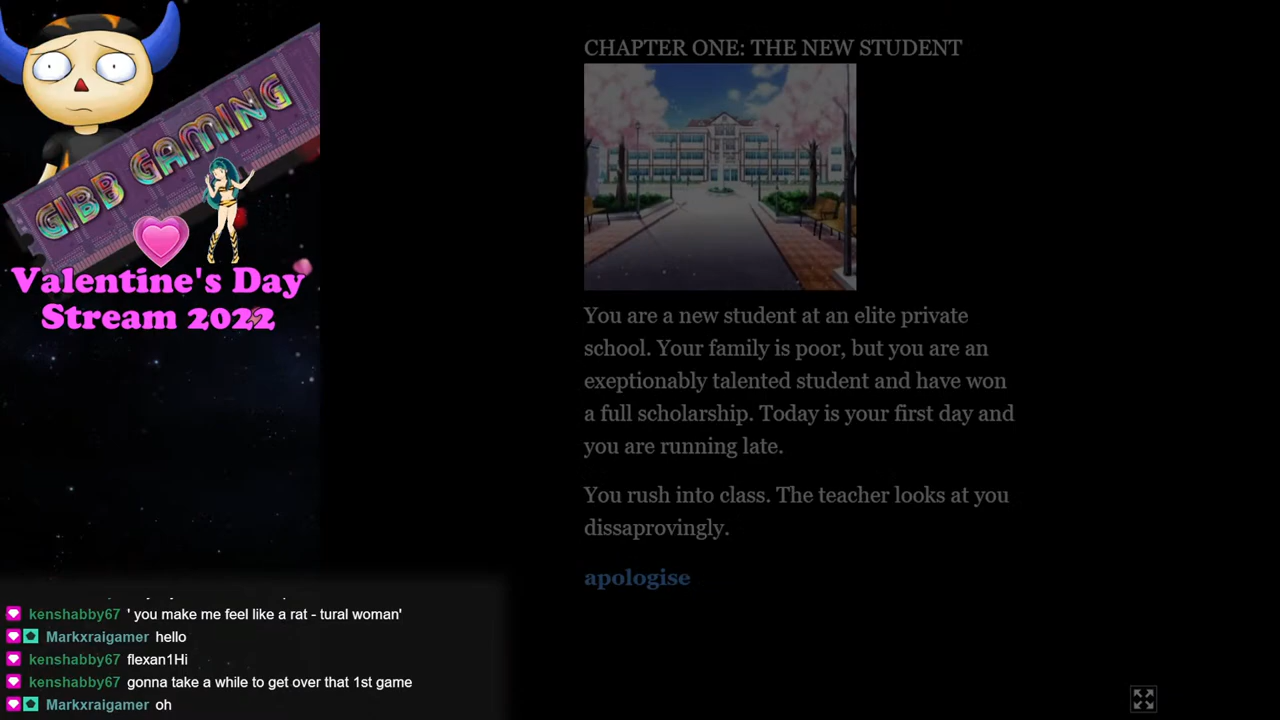 GIBB GAMING
Valentine's Day
Stream 2022
CHAPTER ONE: THE NEW STUDENT
You are a new student at an elite private
school. Your family is poor, but you are an
exeptionably talented student and have won
a full scholarship. Today is your first day and
you are running late.
You rush into class. The teacher looks at you
dissaprovingly.
apologise
kenshabby67 ' you make me feel like a rat - tural woman'
Markxraigamer hello
kenshabby67 flexan1Hi
kenshabby67 gonna take a while to get over that 1st game
Markxraigamer oh